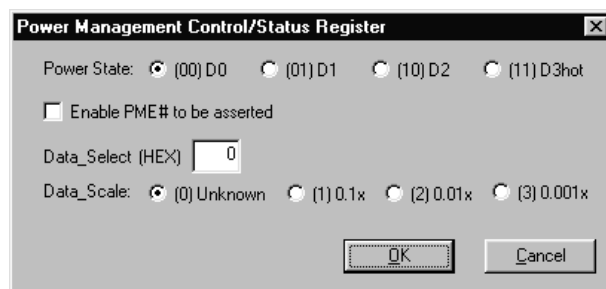 Power Management Control/Status Register
Power State: (00) D0 (01) D1 (10) D2 (11) D3hot
Enable PME# to be asserted
Data_Select (HEX) 0
Data_Scale: (0) Unknown (1) 0.1x (2) 0.01x (3) 0.001x
OK Cancel